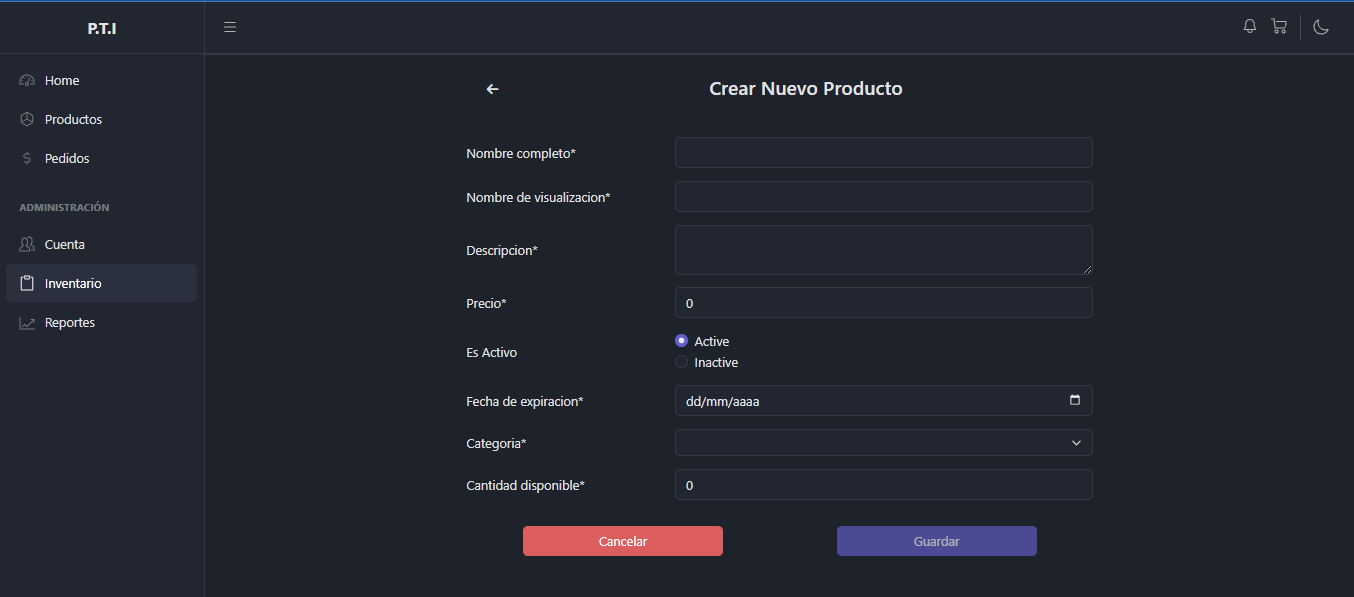 P.T.I
Home
Productos
Pedidos
ADMINISTRACIÓN
Cuenta
Inventario
Reportes
Crear Nuevo Producto
Nombre completo*
Nombre de visualizacion*
Descripcion*
Precio*
0
Es Activo
Active
Inactive
Fecha de expiracion*
dd/mm/aaaa
Categoria*
Cantidad disponible*
0
Cancelar
Guardar